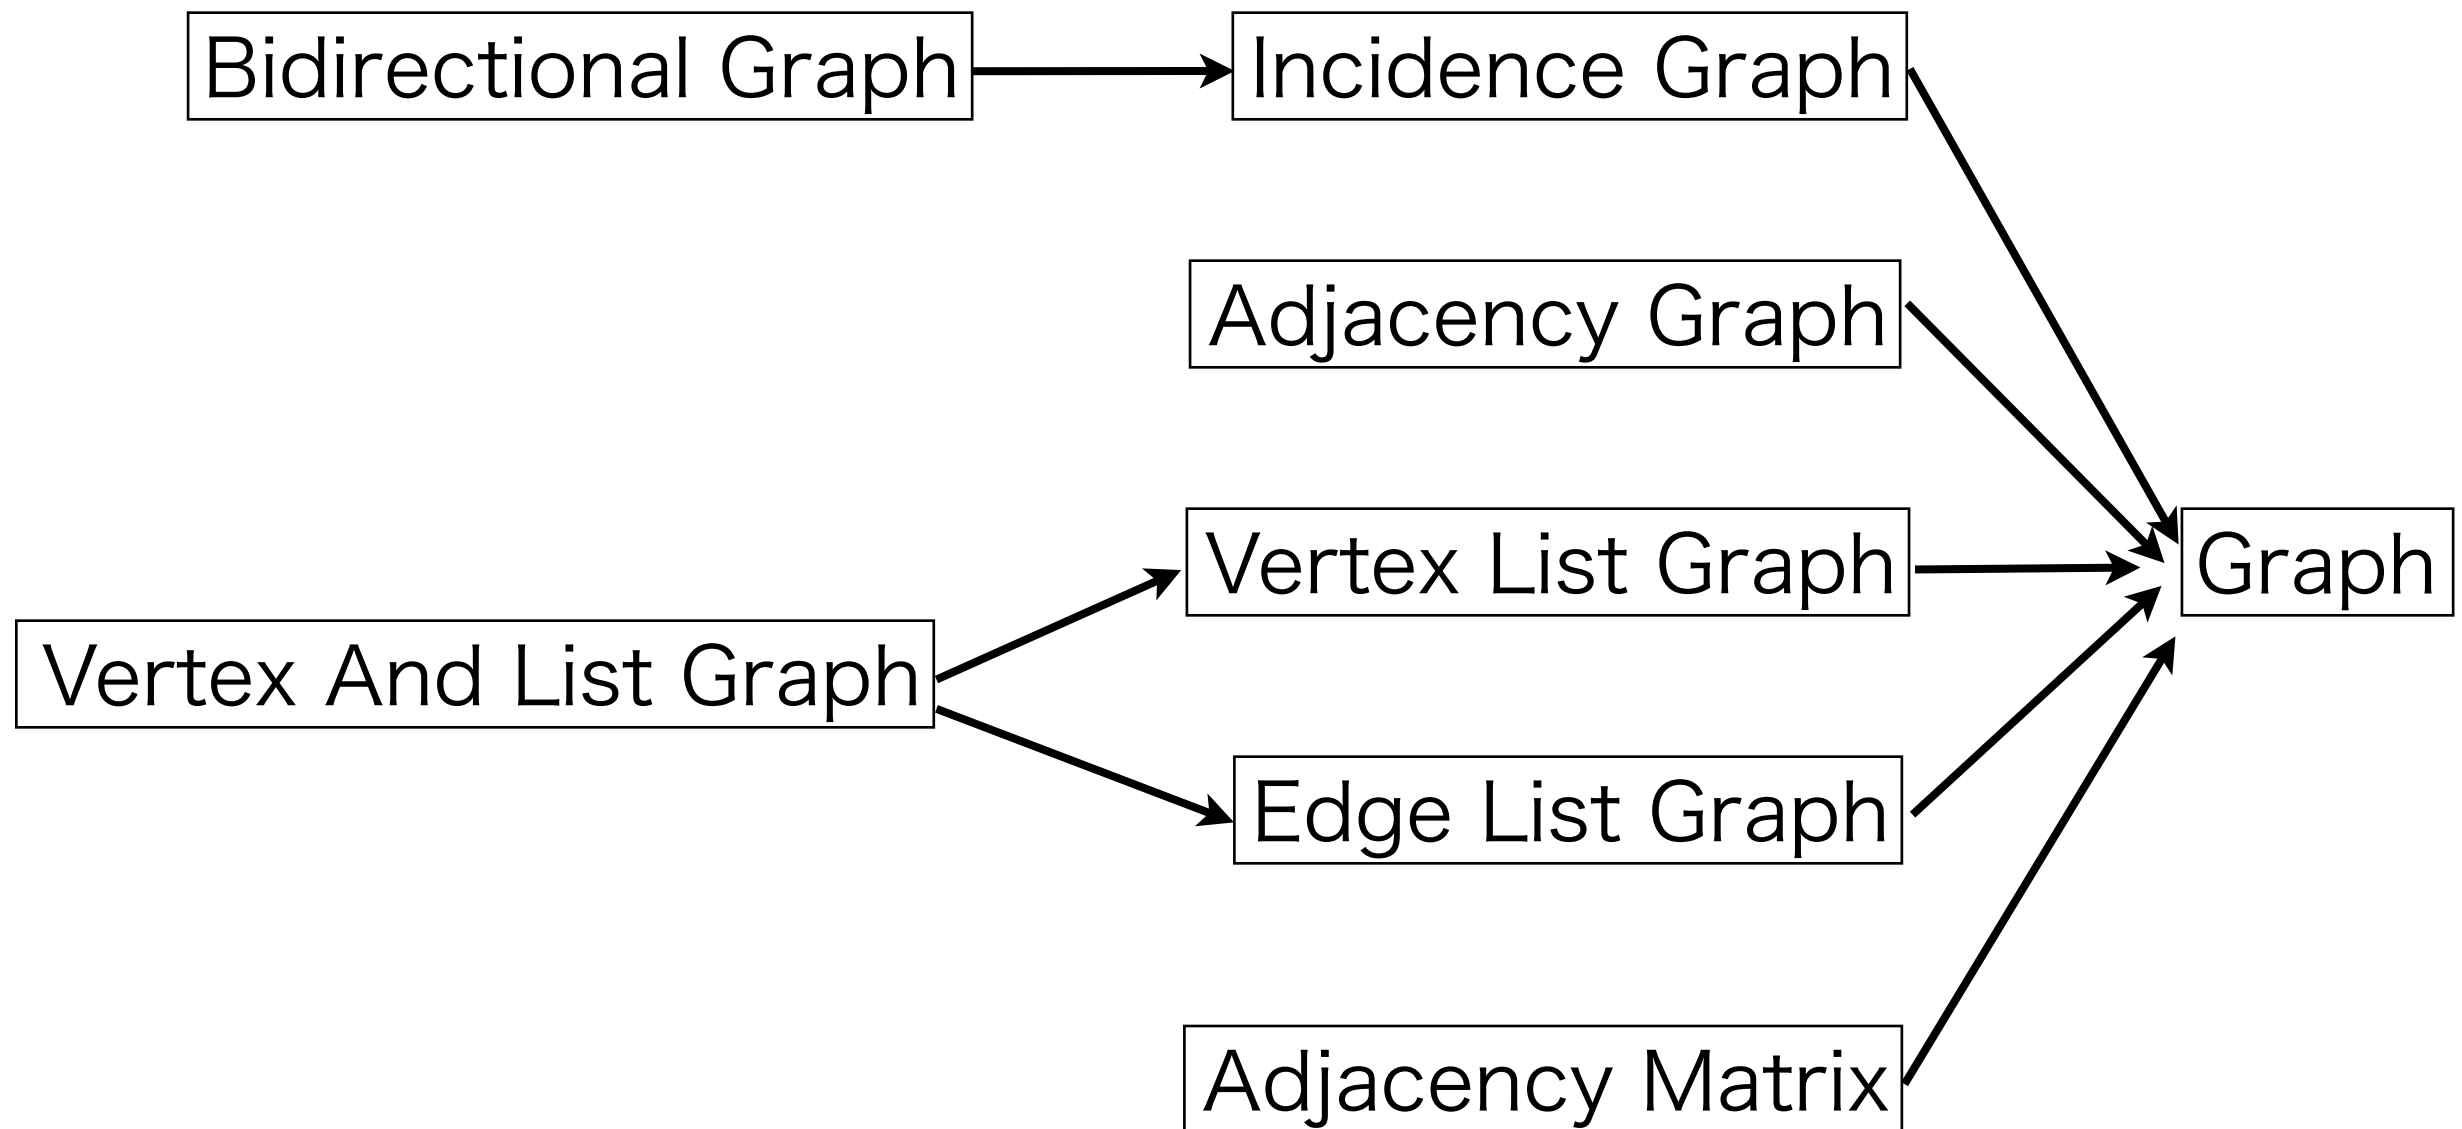 Bidirectional Graph
Incidence Graph
Adjacency Graph
Vertex List Graph
Graph
Vertex And List Graph
Edge List Graph
Adjacency Matrix